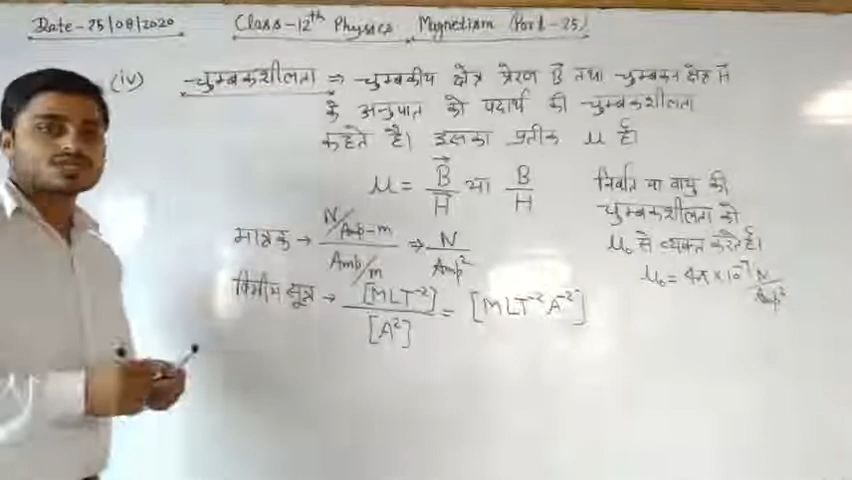 Date-25/08/2020 Class-12th Physics Magnetism (Part-25)
(iv) चुम्बकशीलता ⇒ चुम्बकीय क्षेत्र प्रेरण B⃗ तथा चुम्बकन क्षेत्र H⃗
के अनुपात को पदार्थ की चुम्बकशीलता
कहते है। इसका प्रतीक μ है।
μ = B⃗/H⃗ या B/H
निर्वात या वायु की
चुम्बकशीलता को
μ₀ से व्यक्त करते है।
μ₀ = 4π×10⁻⁷ N/Amp²
मात्रक → (N/Amp-m)/(Amp/m) ⇒ N/Amp²
विमीय सूत्र → [MLT⁻²]/[A²] = [MLT⁻²A⁻²]